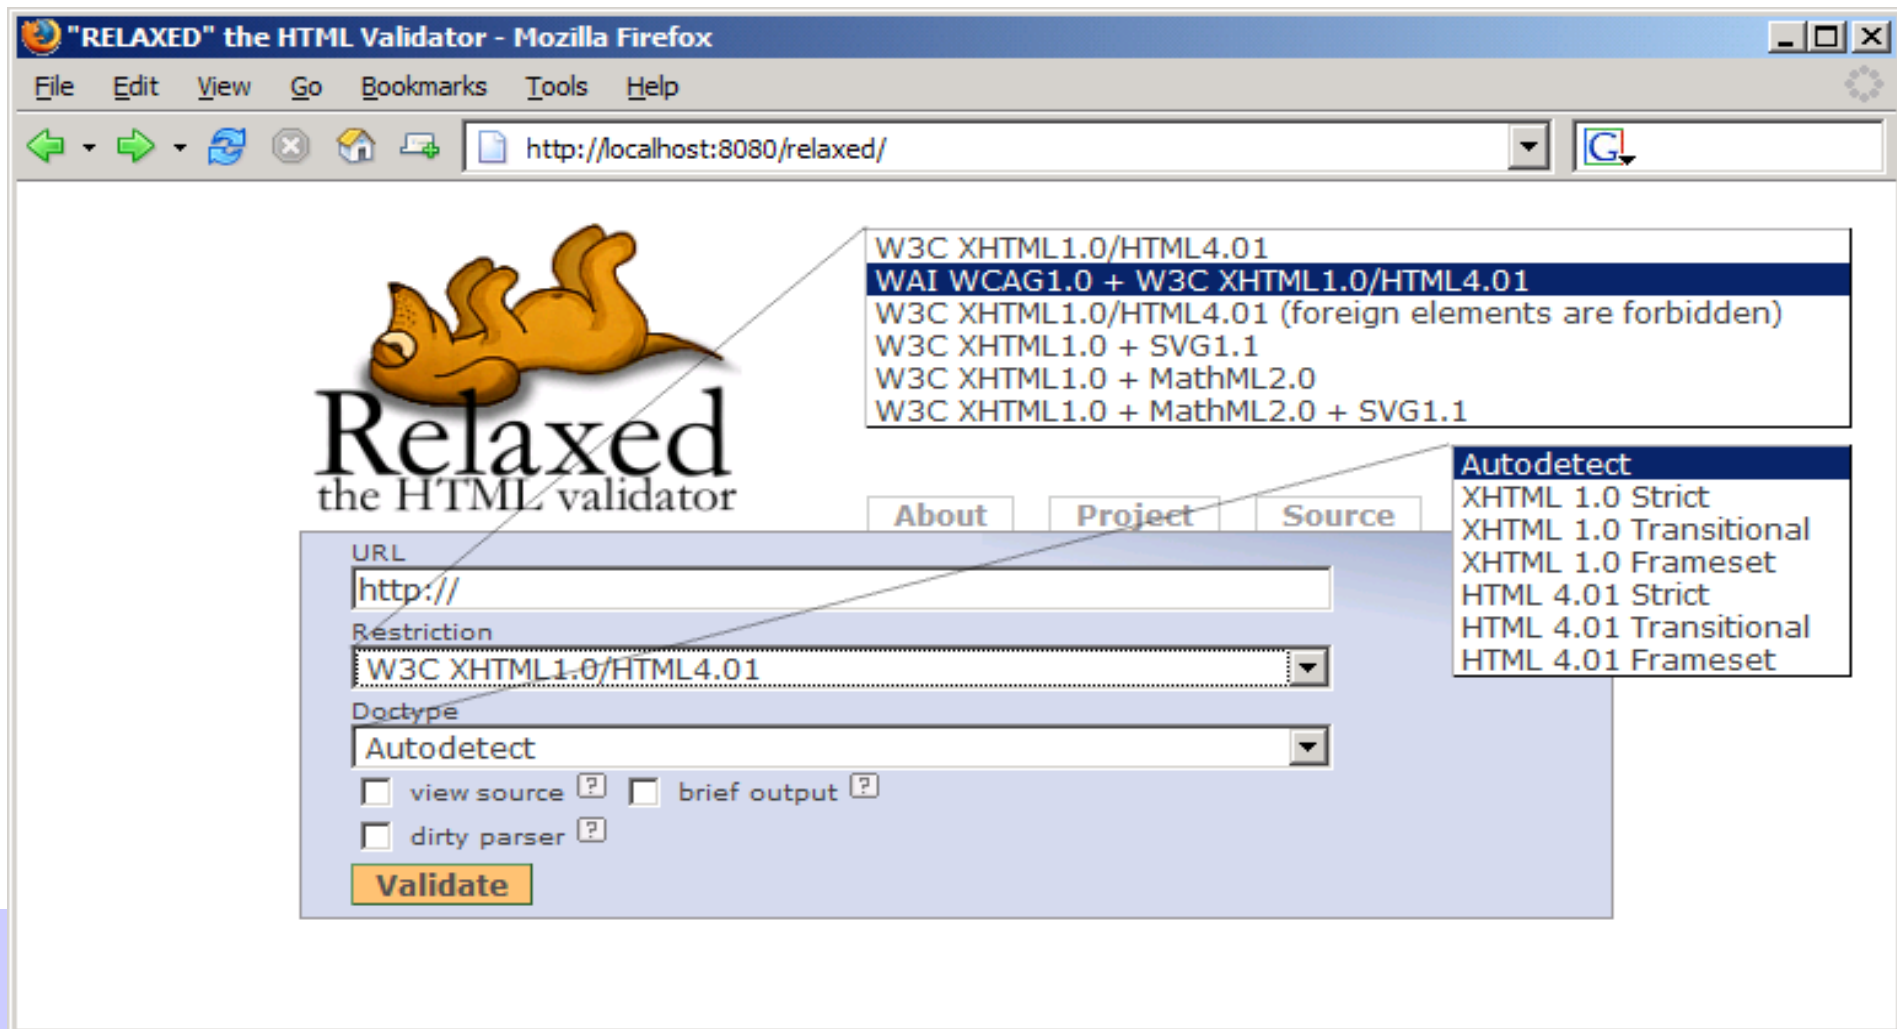 "RELAXED" the HTML Validator - Mozilla Firefox
File Edit View Go Bookmarks Tools Help
http://localhost:8080/relaxed/
G
W3C XHTML1.0/HTML4.01
WAI WCAG1.0 + W3C XHTML1.0/HTML4.01
W3C XHTML1.0/HTML4.01 (foreign elements are forbidden)
W3C XHTML1.0 + SVG1.1
W3C XHTML1.0 + MathML2.0
W3C XHTML1.0 + MathML2.0 + SVG1.1
Relaxed
the HTML validator
About Project Source
Autodetect
XHTML 1.0 Strict
XHTML 1.0 Transitional
XHTML 1.0 Frameset
HTML 4.01 Strict
HTML 4.01 Transitional
HTML 4.01 Frameset
URL
http://
Restriction
W3C XHTML1.0/HTML4.01
Doctype
Autodetect
view source ? brief output ?
dirty parser ?
Validate